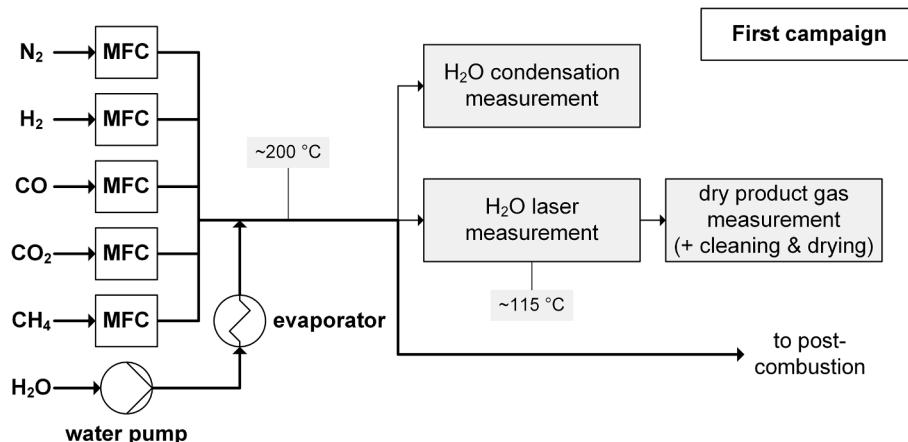 First campaign
N₂
MFC
H₂
MFC
CO
MFC
CO₂
MFC
CH₄
MFC
H₂O
water pump
evaporator
~200 °C
H₂O condensation
measurement
H₂O laser
measurement
~115 °C
dry product gas
measurement
(+ cleaning & drying)
to post-
combustion